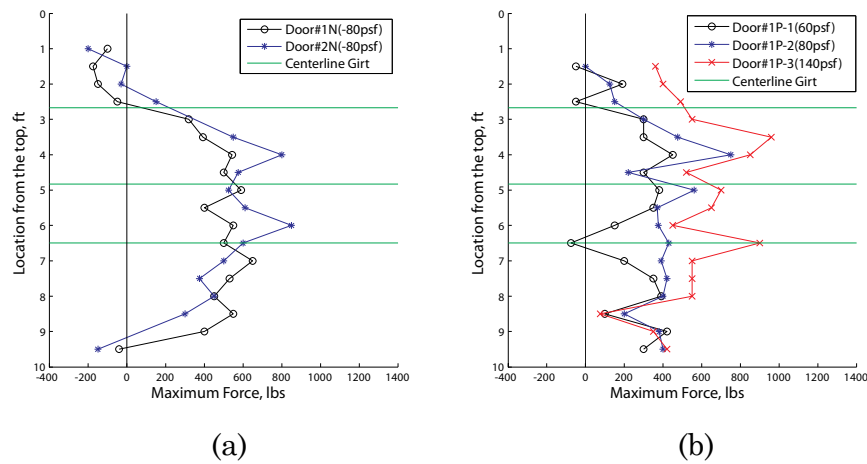 Door#1N(-80psf)
Door#2N(-80psf)
Centerline Girt
0
1
2
3
4
5
6
7
8
9
10
Location from the top, ft
-400 -200 0 200 400 600 800 1000 1200 1400
Maximum Force, lbs
(a)
Door#1P-1(60psf)
Door#1P-2(80psf)
Door#1P-3(140psf)
Centerline Girt
0
1
2
3
4
5
6
7
8
9
10
Location from the top, ft
-400 -200 0 200 400 600 800 1000 1200 1400
Maximum Force, lbs
(b)